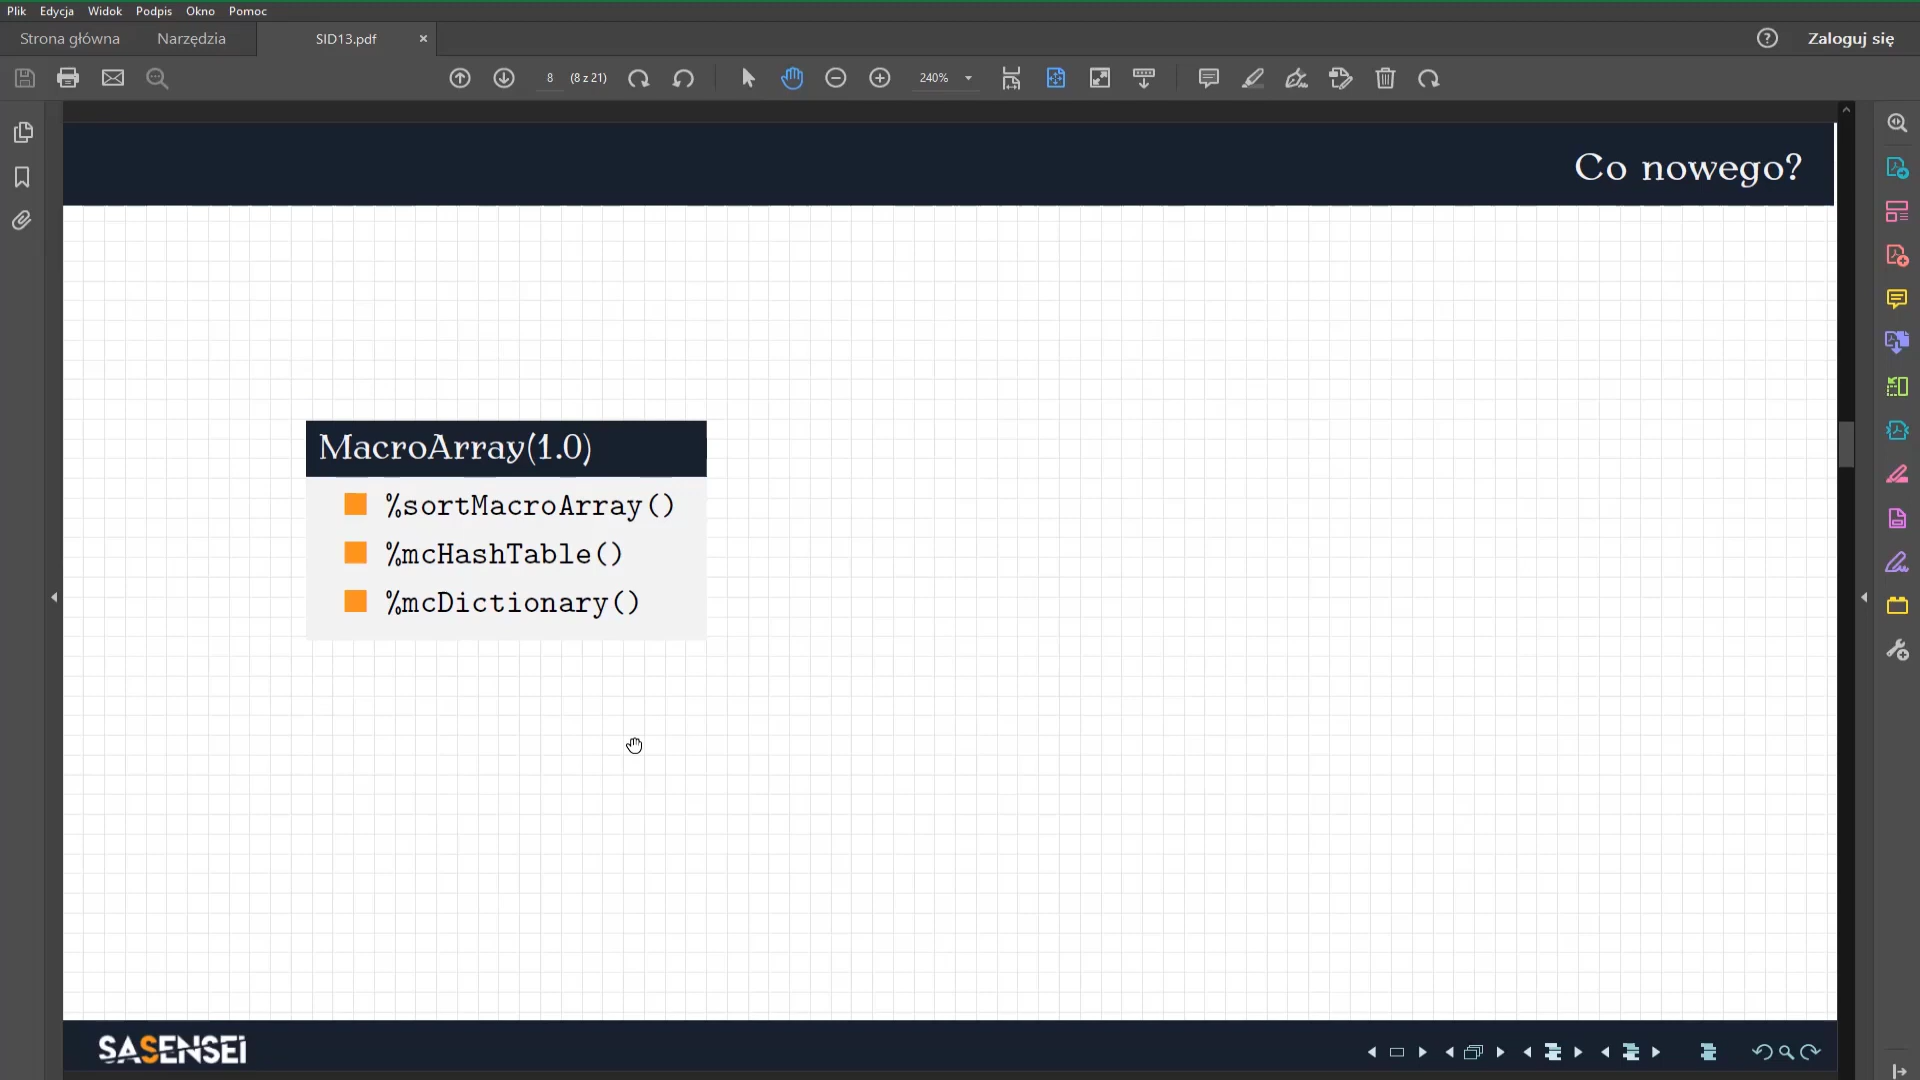 Plik Edycja Widok Podpis Okno Pomoc
Strona główna Narzędzia SID13.pdf × Zaloguj się
8 (8 z 21) 240%
Co nowego?
MacroArray(1.0)
%sortMacroArray()
%mcHashTable()
%mcDictionary()
SASENSEI